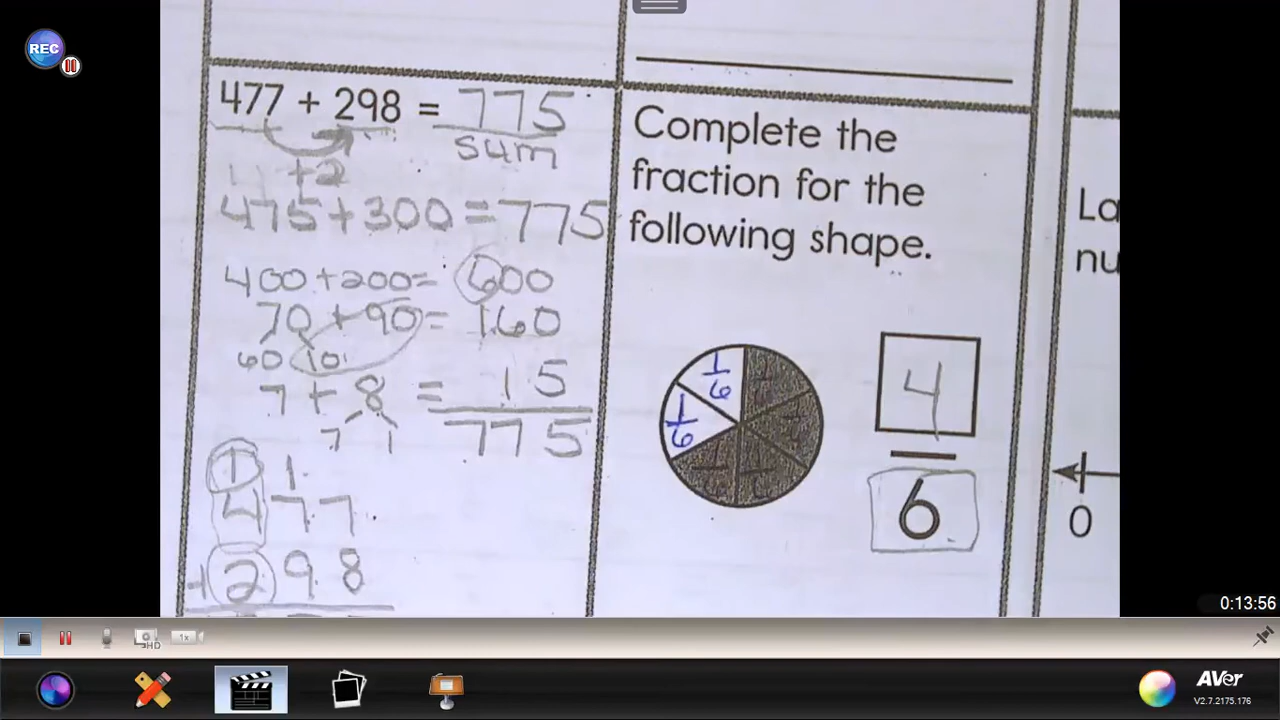 REC
477 + 298 = 775
sum
+2
475 + 300 = 775
400 + 200 = 600
70 + 90 = 160
60 10
7 + 8 = 15
7 1
775
1 1
477
+ 298
Complete the
fraction for the
following shape.
1/6
1/6
4
6
La
nu
0
0:13:56
HD
1x
AVer
V2.7.2175.176